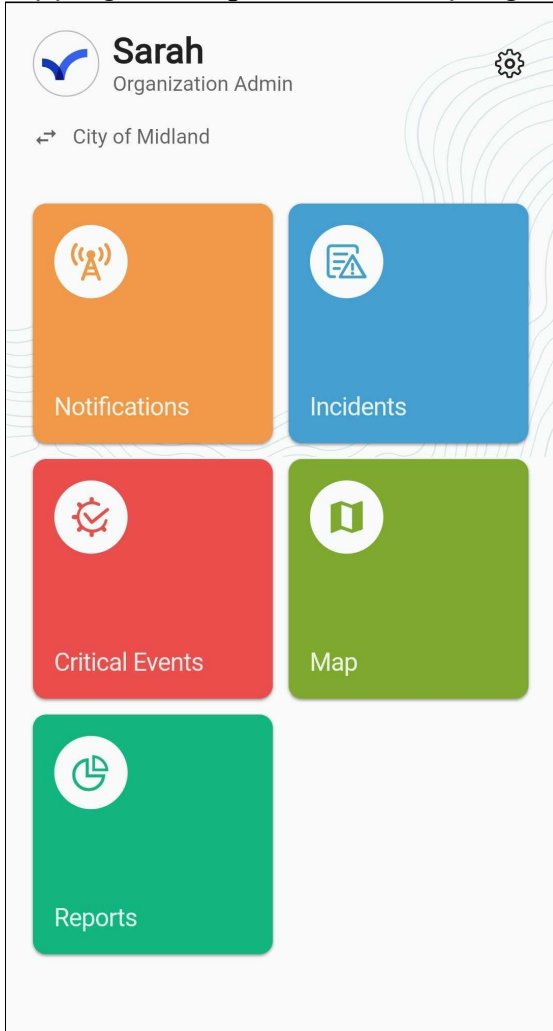 Sarah
Organization Admin
City of Midland
Notifications
Incidents
Critical Events
Map
Reports